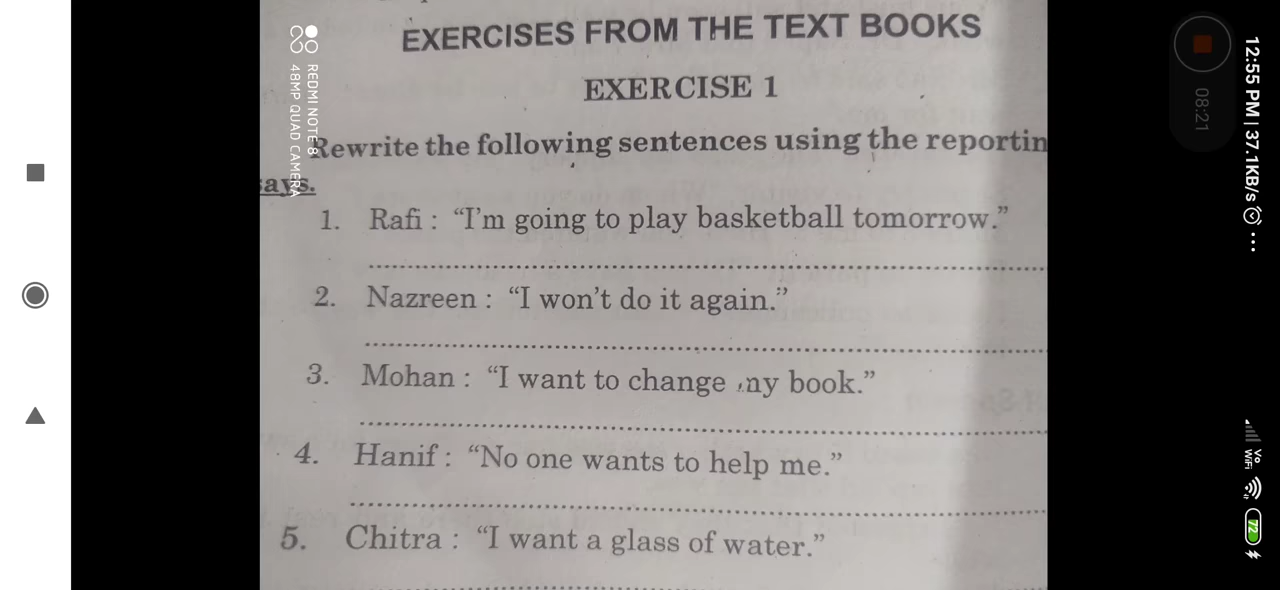 EXERCISES FROM THE TEXT BOOKS
EXERCISE 1
Rewrite the following sentences using the reportin
says.
1. Rafi : “I’m going to play basketball tomorrow.”
2. Nazreen : “I won’t do it again.”
3. Mohan : “I want to change my book.”
4. Hanif : “No one wants to help me.”
5. Chitra : “I want a glass of water.”
REDMI NOTE 8
48MP QUAD CAMERA
08:21
12:55 PM | 37.1KB/s ...
Vo
WiFi
72